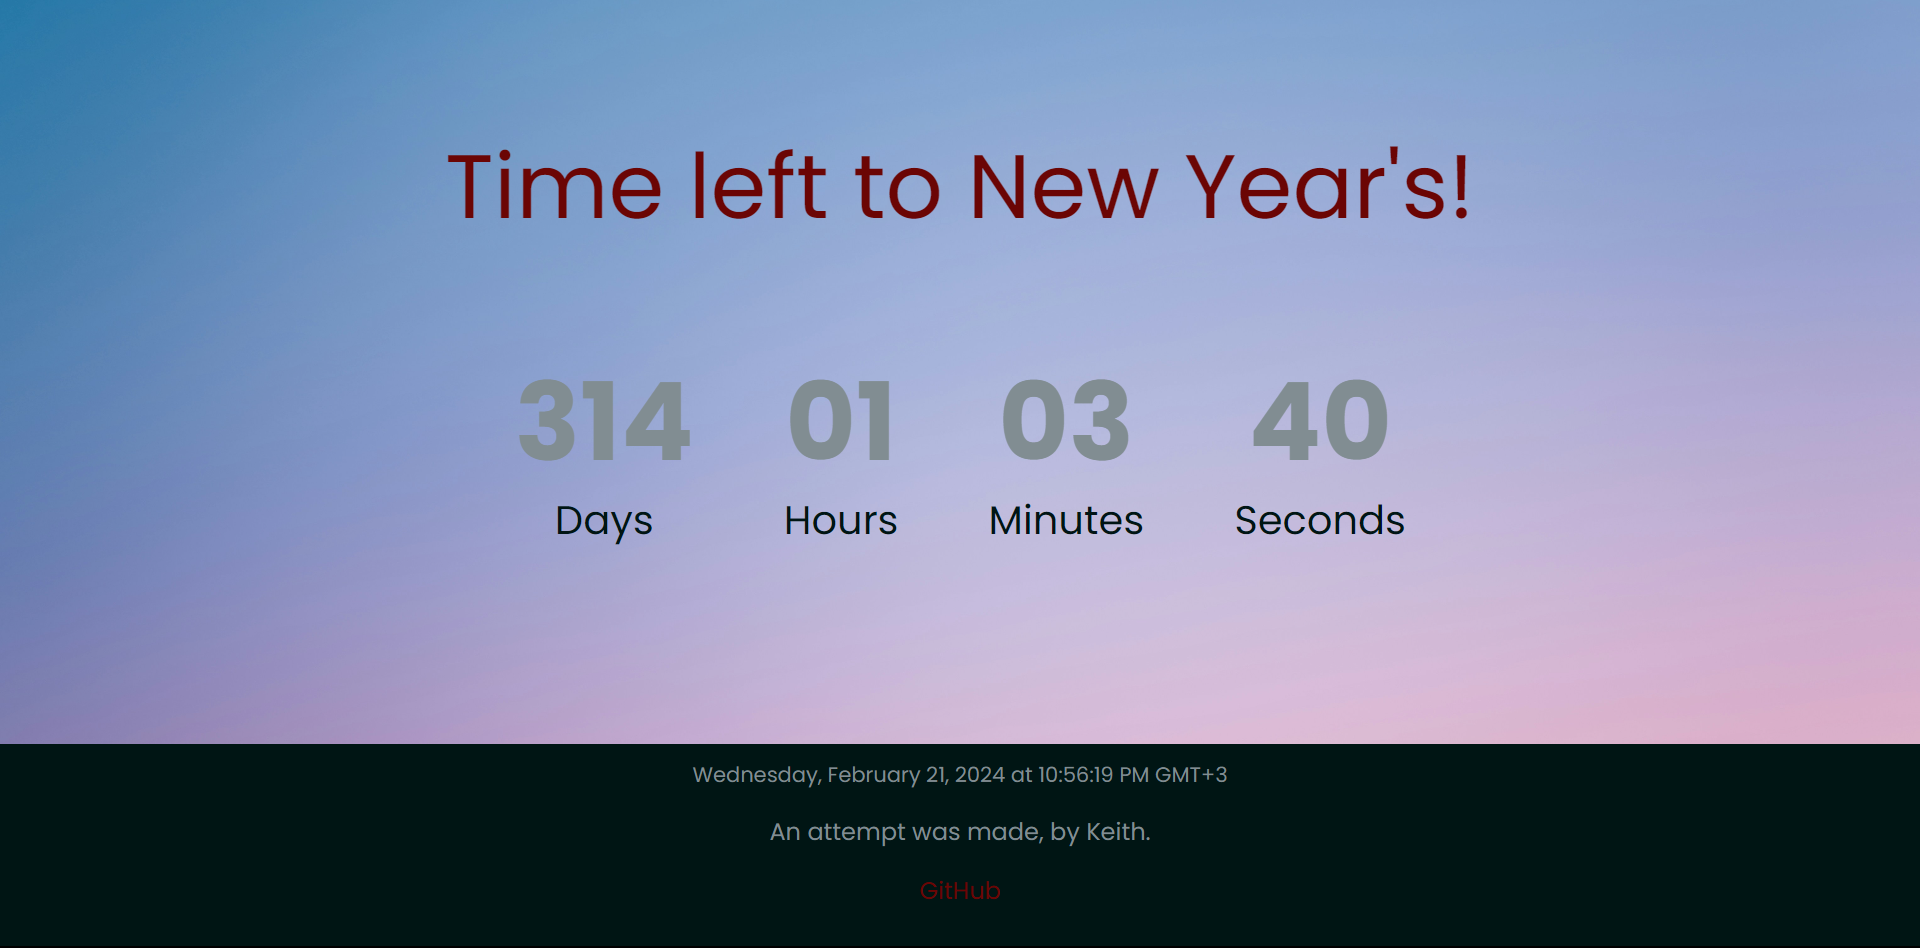 Time left to New Year's!
314 01 03 40
Days Hours Minutes Seconds
Wednesday, February 21, 2024 at 10:56:19 PM GMT+3
An attempt was made, by Keith.
GitHub